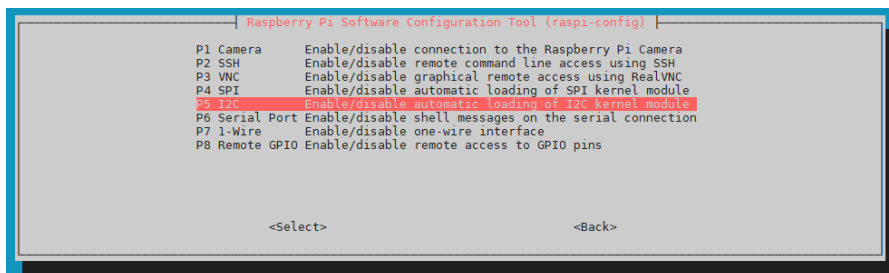 Raspberry Pi Software Configuration Tool (raspi-config)
P1 Camera Enable/disable connection to the Raspberry Pi Camera
P2 SSH Enable/disable remote command line access using SSH
P3 VNC Enable/disable graphical remote access using RealVNC
P4 SPI Enable/disable automatic loading of SPI kernel module
P5 I2C Enable/disable automatic loading of I2C kernel module
P6 Serial Port Enable/disable shell messages on the serial connection
P7 1-Wire Enable/disable one-wire interface
P8 Remote GPIO Enable/disable remote access to GPIO pins
<Select> <Back>